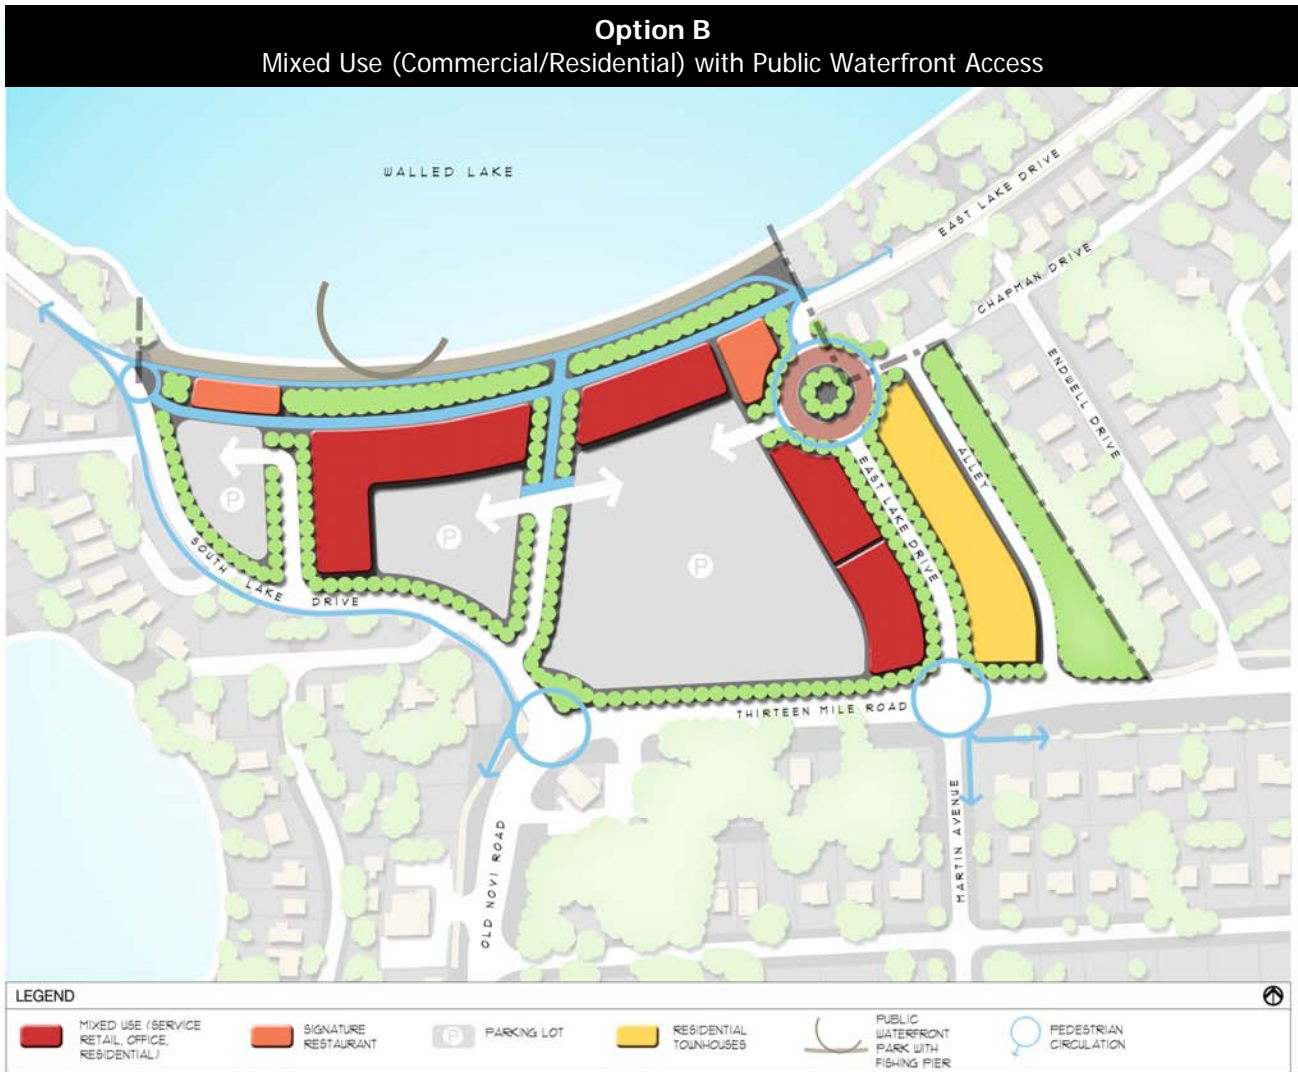 Option B
Mixed Use (Commercial/Residential) with Public Waterfront Access
WALLED LAKE
EAST LAKE DRIVE
CHAPMAN DRIVE
ENDWELL DRIVE
ALLEY
EAST LAKE DRIVE
P
P
P
SOUTH LAKE DRIVE
THIRTEEN MILE ROAD
MARTIN AVENUE
OLD NOVI ROAD
LEGEND
MIXED USE (SERVICE
RETAIL, OFFICE,
RESIDENTIAL)
SIGNATURE
RESTAURANT
P
PARKING LOT
RESIDENTIAL
TOWNHOUSES
PUBLIC
WATERFRONT
PARK WITH
FISHING PIER
PEDESTRIAN
CIRCULATION